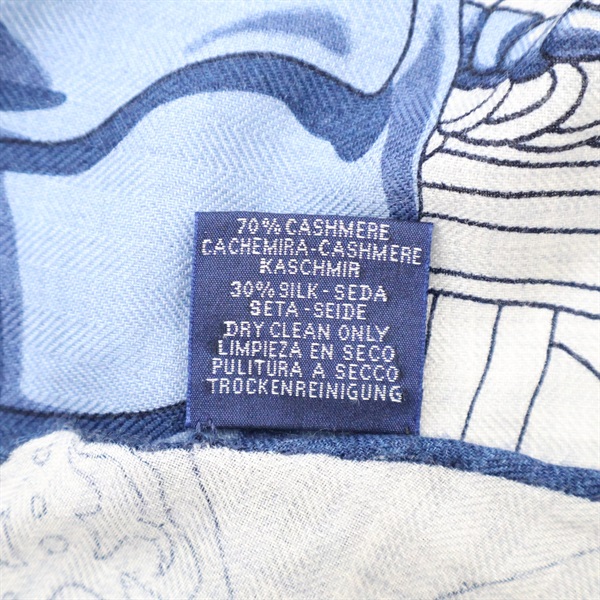 70% CASHMERE
CACHEMIRA-CASHMERE
KASCHMIR
30% SILK-SEDA
SETA-SEIDE
DRY CLEAN ONLY
LIMPIEZA EN SECO
PULITURA A SECCO
TROCKENREINIGUNG